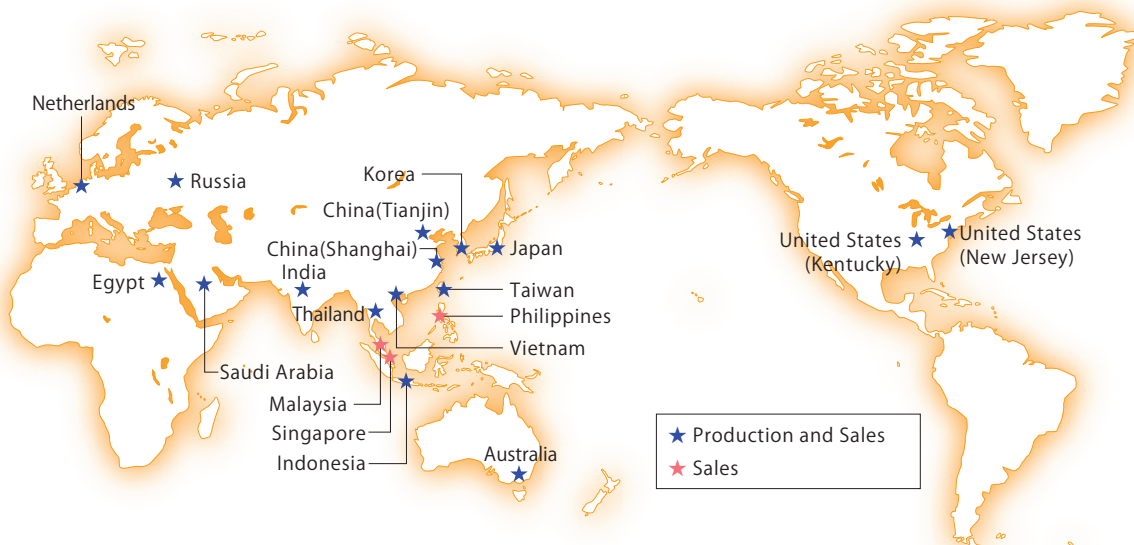 Netherlands
Russia
Korea
China(Tianjin)
China(Shanghai)
Japan
United States
(Kentucky)
United States
(New Jersey)
India
Egypt
Taiwan
Thailand
Philippines
Vietnam
Saudi Arabia
Malaysia
Singapore
Indonesia
Australia
Production and Sales
Sales